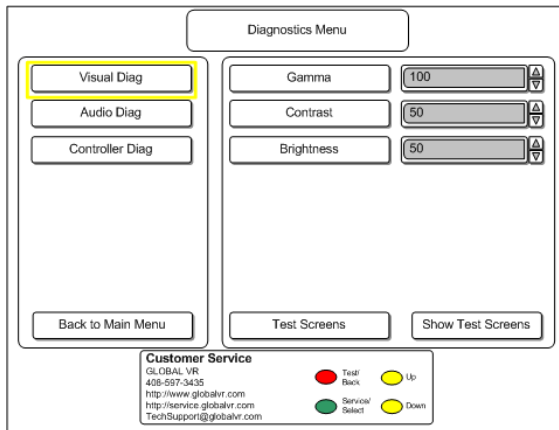 Diagnostics Menu
Visual Diag
Audio Diag
Controller Diag
Back to Main Menu
Gamma
100
Contrast
50
Brightness
50
Test Screens
Show Test Screens
Customer Service
GLOBAL VR
408-597-3435
http://www.globalvr.com
http://service.globalvr.com
TechSupport@globalvr.com
Test/
Back
Up
Service/
Select
Down